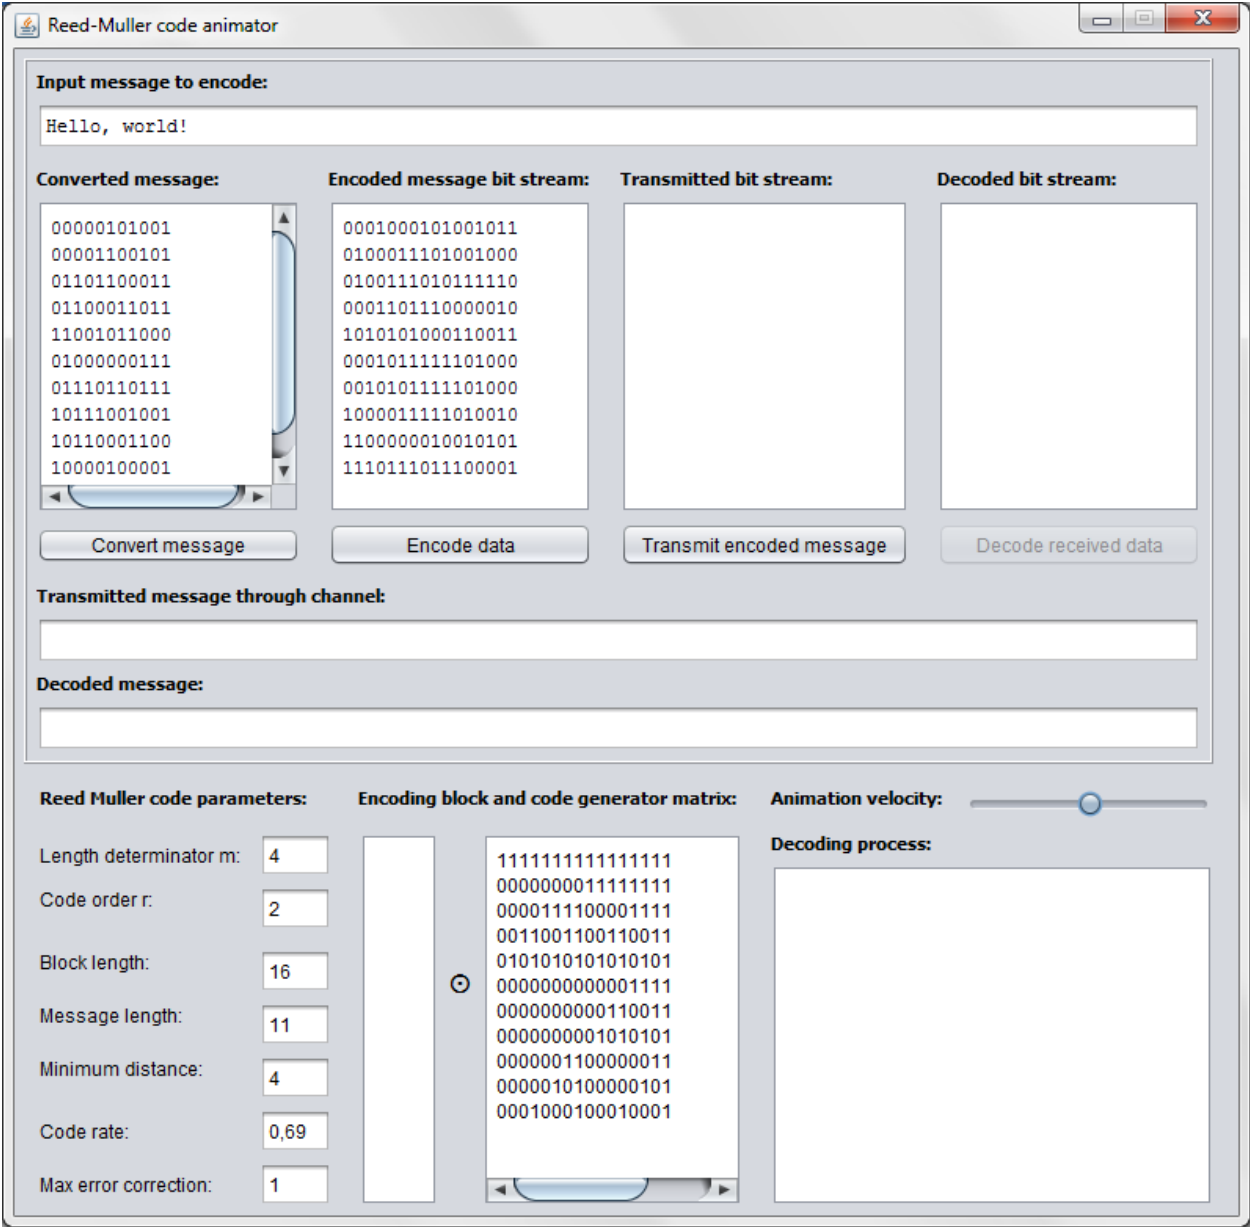 Reed-Muller code animator
Input message to encode:
Hello, world!
Converted message:
00000101001
00001100101
01101100011
01100011011
11001011000
01000000111
01110110111
10111001001
10110001100
10000100001
Convert message
Encoded message bit stream:
0001000101001011
0100011101001000
0100111010111110
0001101110000010
1010101000110011
0001011111101000
0010101111101000
1000011111010010
1100000010010101
1110111011100001
Encode data
Transmitted bit stream:
Transmit encoded message
Decoded bit stream:
Decode received data
Transmitted message through channel:
Decoded message:
Reed Muller code parameters:
Length determinator m: 4
Code order r: 2
Block length: 16
Message length: 11
Minimum distance: 4
Code rate: 0,69
Max error correction: 1
Encoding block and code generator matrix:
⊙
1111111111111111
0000000011111111
0000111100001111
0011001100110011
0101010101010101
0000000000001111
0000000000110011
0000000001010101
0000001100000011
0000010100000101
0001000100010001
Animation velocity:
Decoding process: